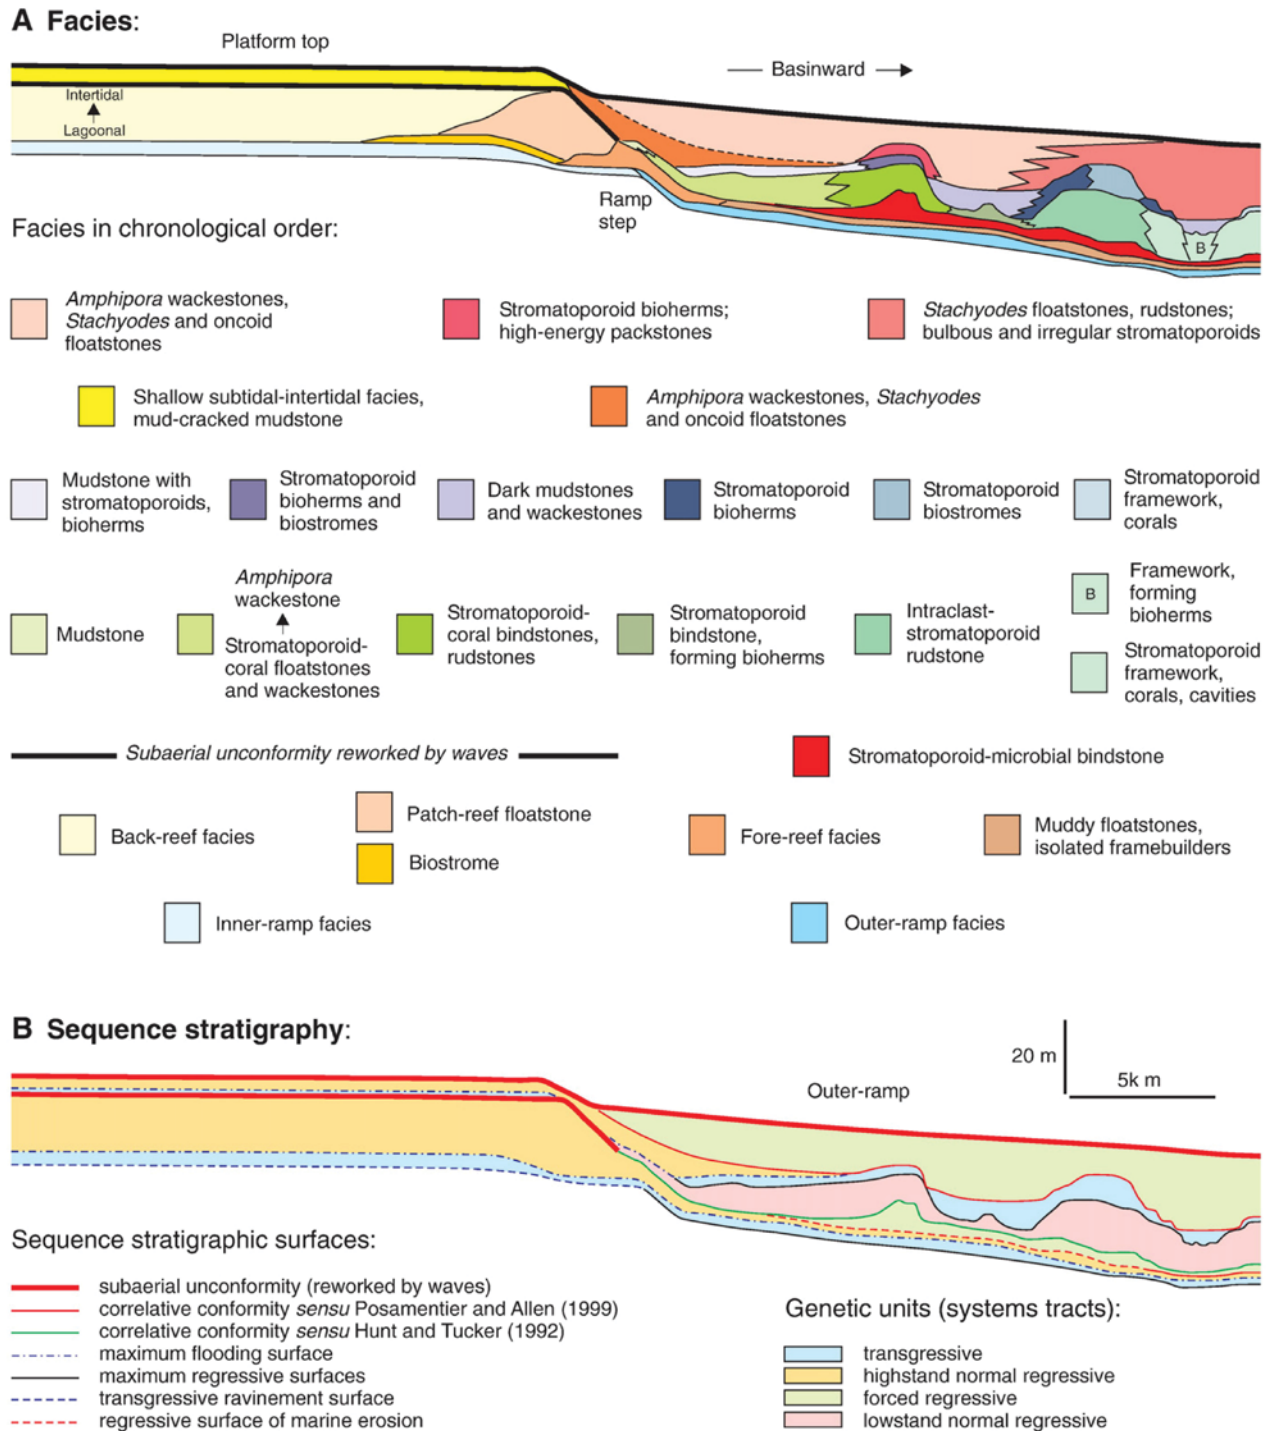 A Facies:
Platform top
Basinward
Intertidal
Lagoonal
Ramp
step
B
Facies in chronological order:
Amphipora wackestones,
Stachyodes and oncoid
floatstones
Stromatoporoid bioherms;
high-energy packstones
Stachyodes floatstones, rudstones;
bulbous and irregular stromatoporoids
Shallow subtidal-intertidal facies,
mud-cracked mudstone
Amphipora wackestones, Stachyodes
and oncoid floatstones
Mudstone with
stromatoporoids,
bioherms
Stromatoporoid
bioherms and
biostromes
Dark mudstones
and wackestones
Stromatoporoid
bioherms
Stromatoporoid
biostromes
Stromatoporoid
framework,
corals
Mudstone
Amphipora
wackestone
Stromatoporoid-
coral floatstones
and wackestones
Stromatoporoid-
coral bindstones,
rudstones
Stromatoporoid
bindstone,
forming bioherms
Intraclast-
stromatoporoid
rudstone
B
Framework,
forming
bioherms
Stromatoporoid
framework,
corals, cavities
Subaerial unconformity reworked by waves
Stromatoporoid-microbial bindstone
Back-reef facies
Patch-reef floatstone
Biostrome
Fore-reef facies
Muddy floatstones,
isolated framebuilders
Inner-ramp facies
Outer-ramp facies
B Sequence stratigraphy:
20 m
5k m
Outer-ramp
Sequence stratigraphic surfaces:
subaerial unconformity (reworked by waves)
correlative conformity sensu Posamentier and Allen (1999)
correlative conformity sensu Hunt and Tucker (1992)
maximum flooding surface
maximum regressive surfaces
transgressive ravinement surface
regressive surface of marine erosion
Genetic units (systems tracts):
transgressive
highstand normal regressive
forced regressive
lowstand normal regressive